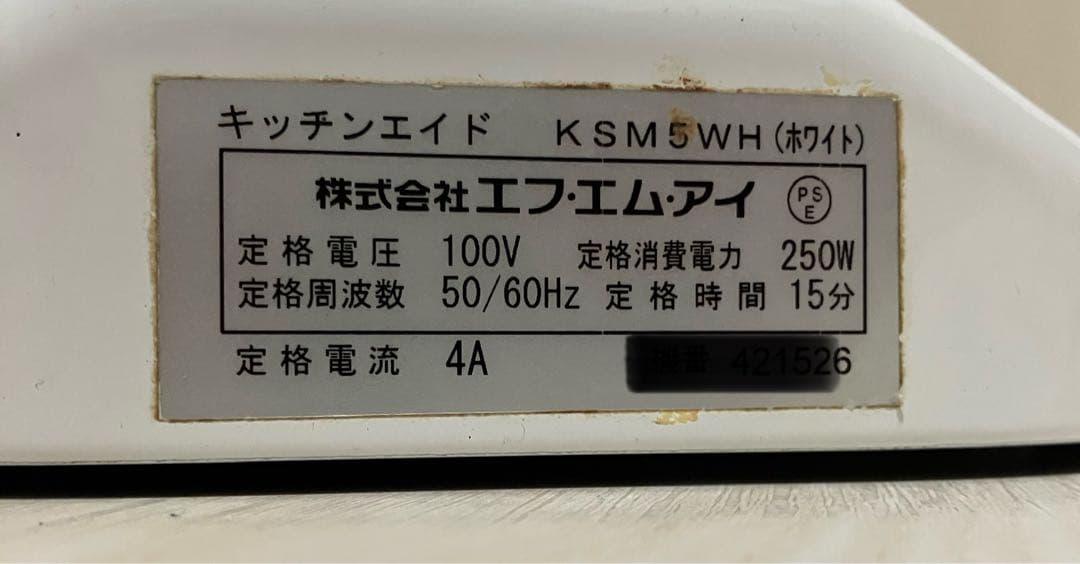 キッチンエイド KSM5WH(ホワイト)
株式会社エフ・エム・アイ PSE
定格電圧 100V 定格消費電力 250W
定格周波数 50/60Hz 定格時間 15分
定格電流 4A